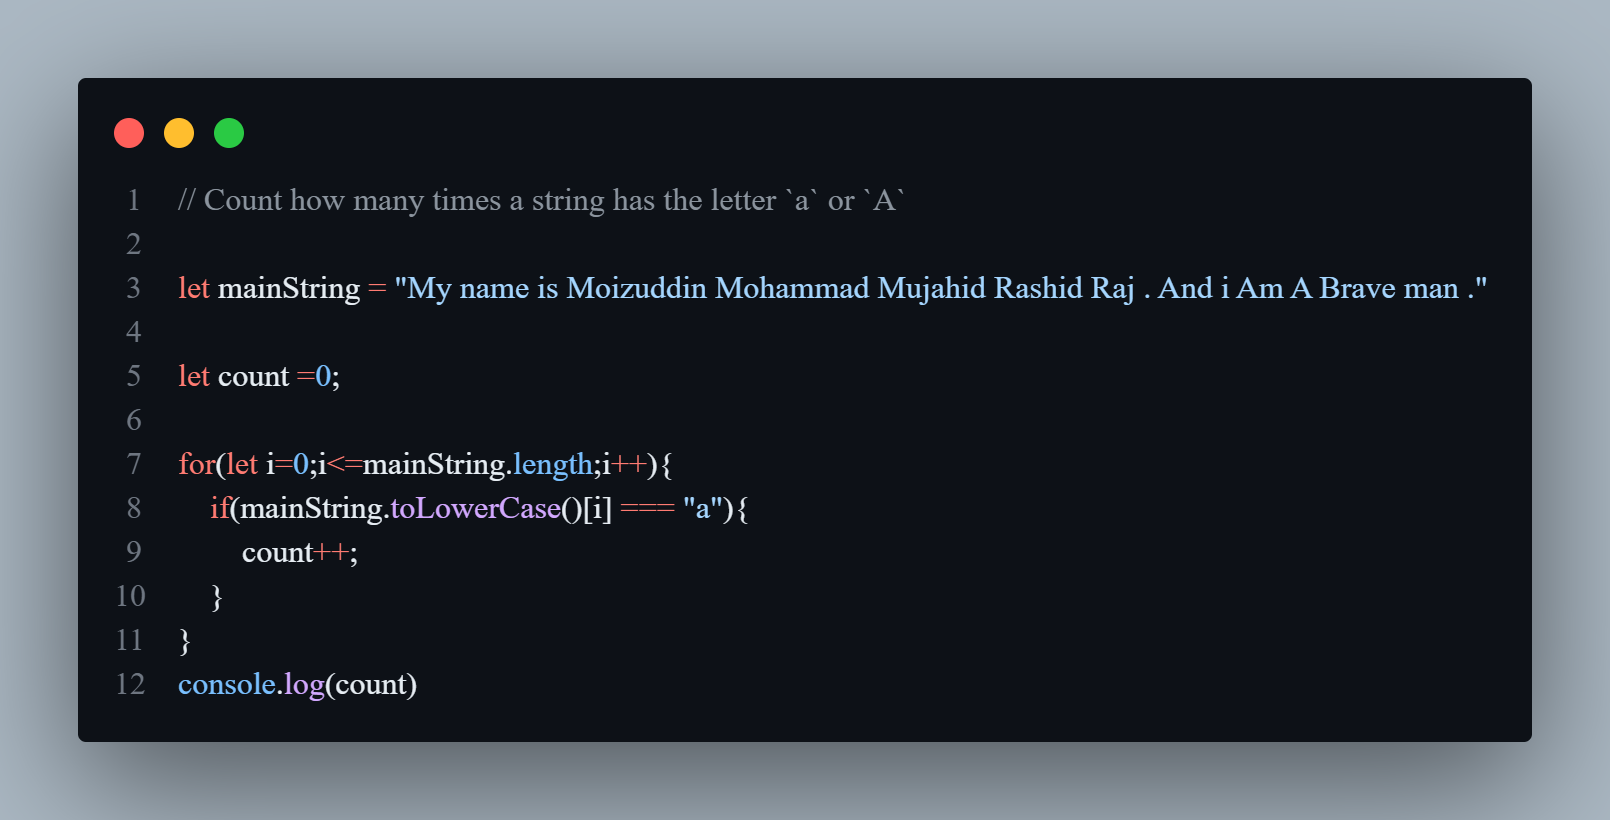 1 // Count how many times a string has the letter `a` or `A`
2
3 let mainString = "My name is Moizuddin Mohammad Mujahid Rashid Raj . And i Am A Brave man ."
4
5 let count =0;
6
7 for(let i=0;i<=mainString.length;i++){
8     if(mainString.toLowerCase()[i] === "a"){
9         count++;
10     }
11 }
12 console.log(count)